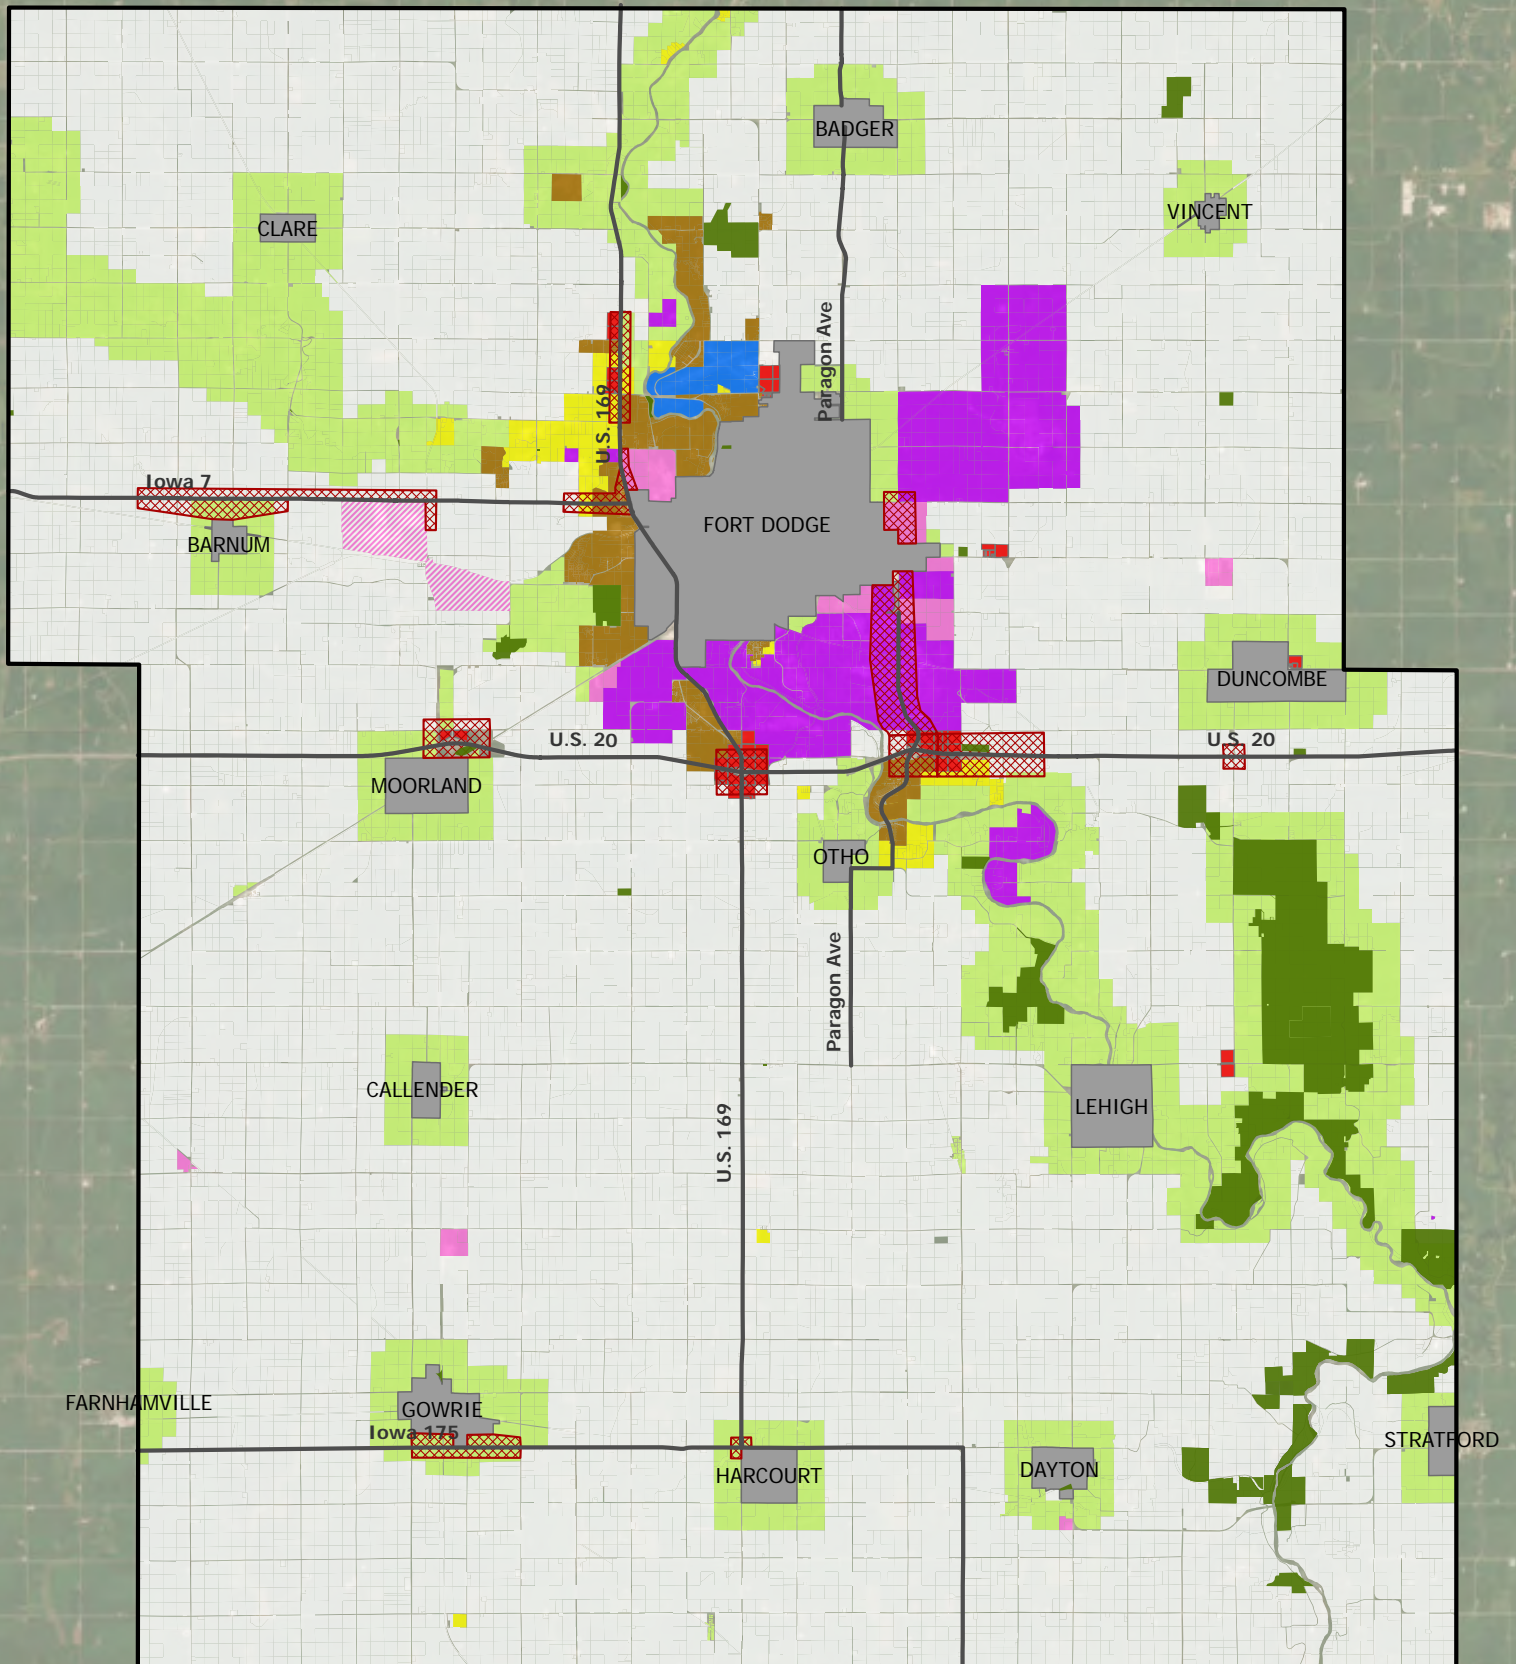 BADGER
VINCENT
CLARE
Paragon Ave
U.S. 169
Iowa 7
FORT DODGE
BARNUM
DUNCOMBE
U.S. 20
U.S. 20
MOORLAND
OTHO
Paragon Ave
CALLENDER
LEHIGH
U.S. 169
FARNHAMVILLE
GOWRIE
Iowa 175
STRATFORD
HARCOURT
DAYTON